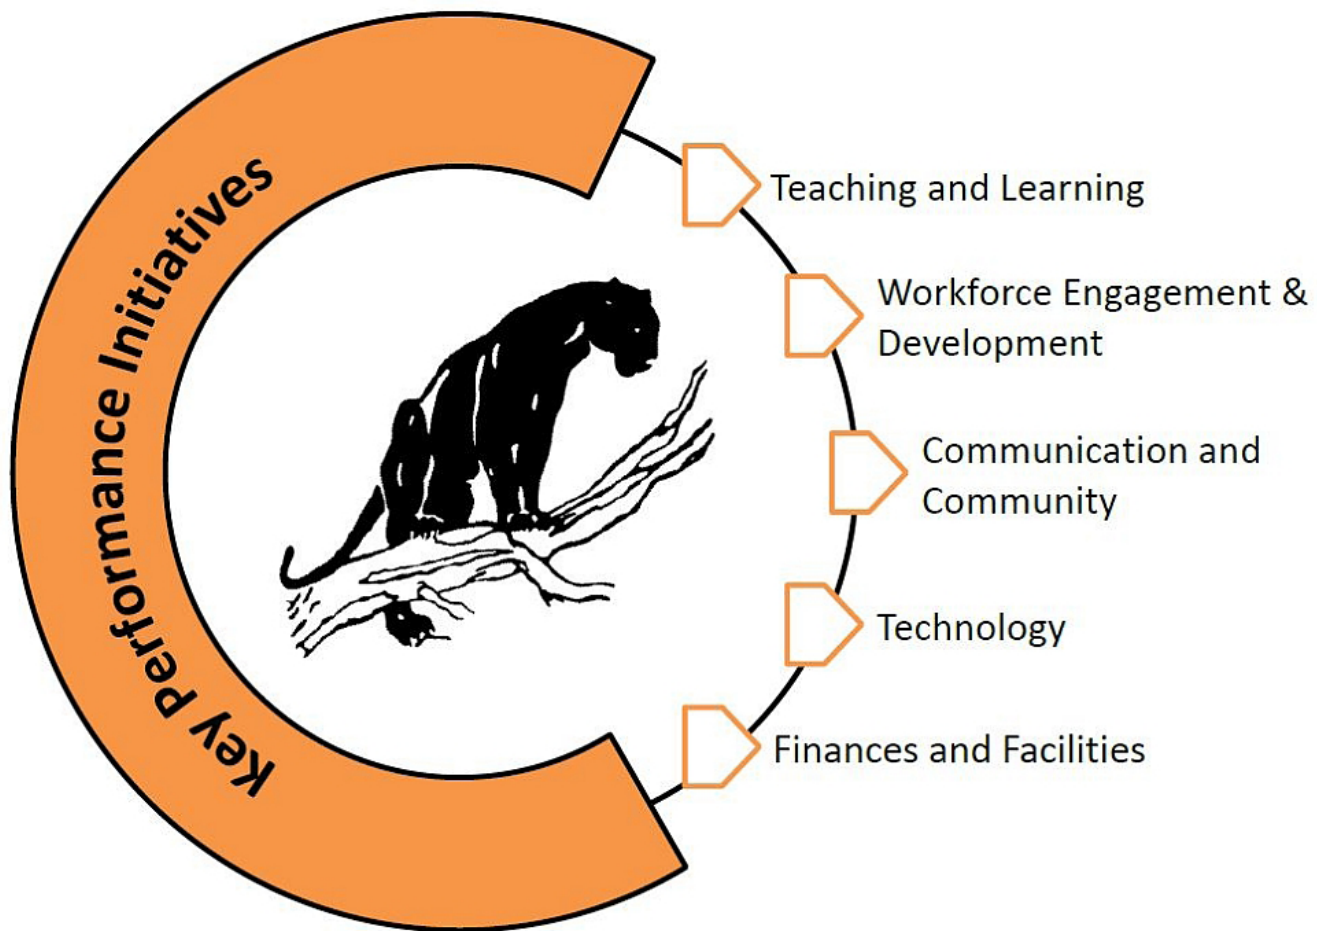 Key Performance Initiatives
Teaching and Learning
Workforce Engagement &
Development
Communication and
Community
Technology
Finances and Facilities